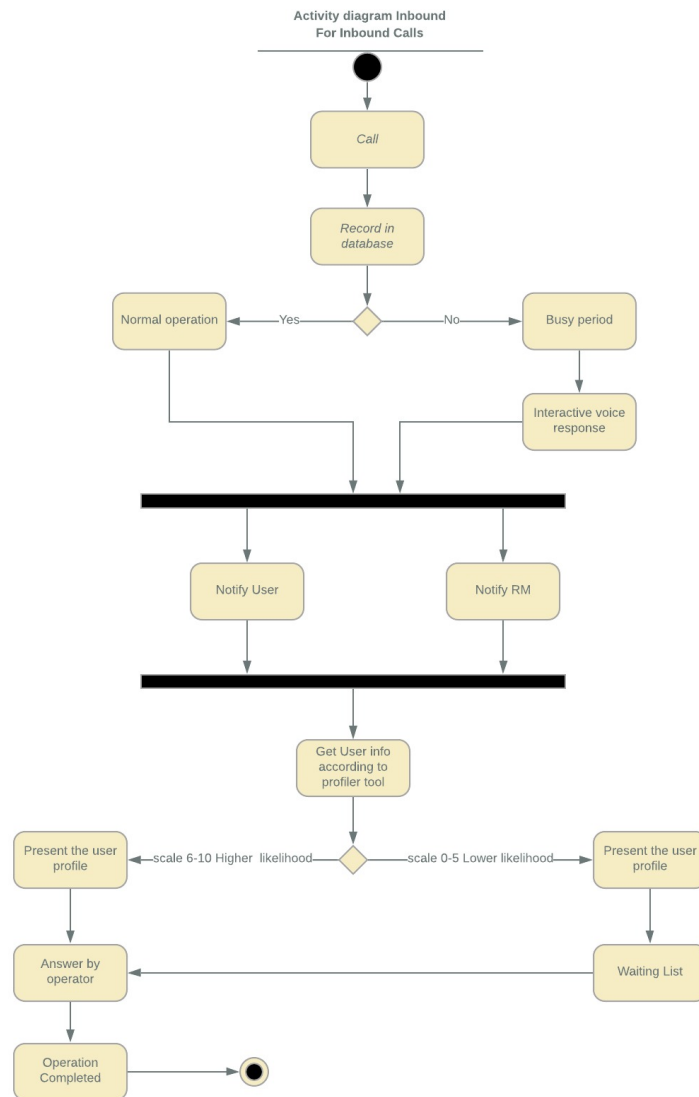 Activity diagram Inbound
For Inbound Calls
Call
Record in
database
Normal operation
Yes
No
Busy period
Interactive voice
response
Notify User
Notify RM
Get User info
according to
profiler tool
Present the user
profile
scale 6-10 Higher likelihood
scale 0-5 Lower likelihood
Present the user
profile
Answer by
operator
Waiting List
Operation
Completed